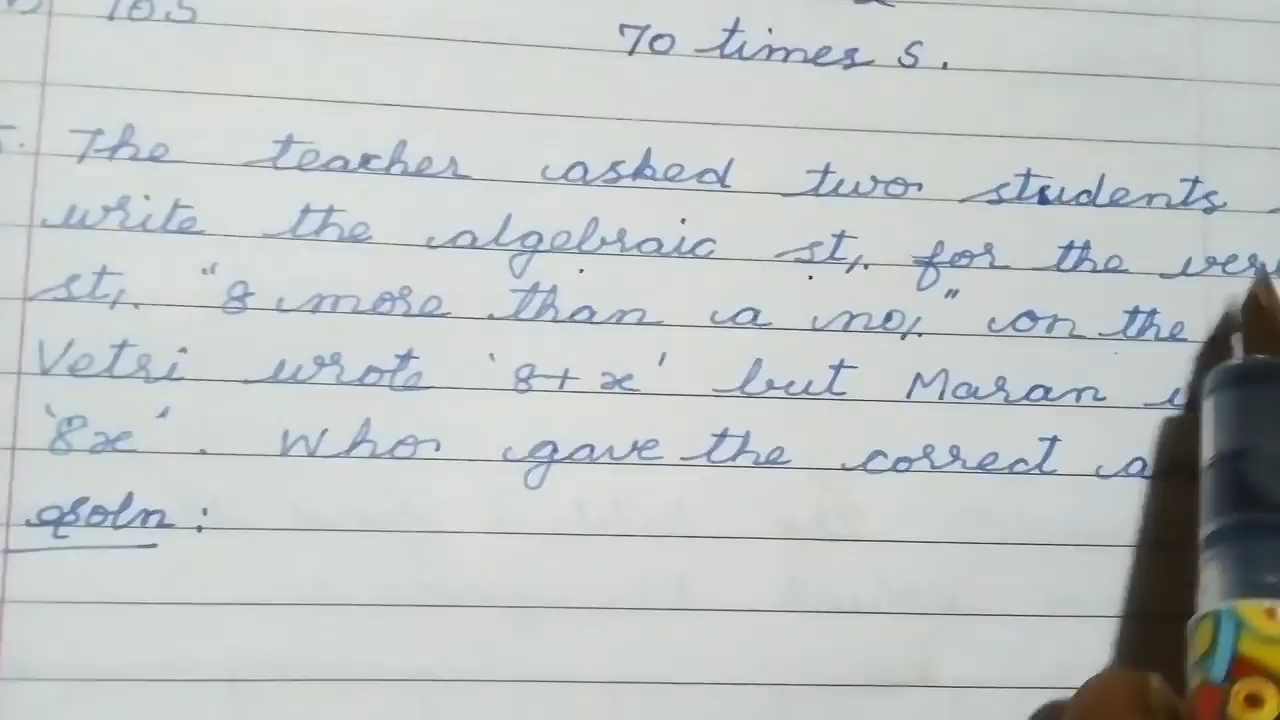 70 times s.
The teacher asked two students
write the algebraic st,. for the
st,. "8 more than a no,." on the
Vetri wrote '8+x' but Maran
'8x'. Who gave the correct
soln: